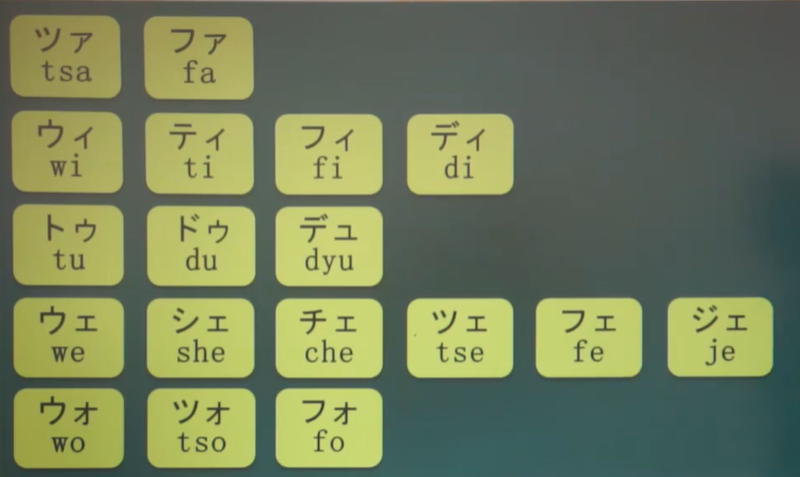 ツァ ファ
tsa fa
ウィ ティ フィ ディ
wi ti fi di
トゥ ドゥ デュ
tu du dyu
ウェ シェ チェ ツェ フェ ジェ
we she che tse fe je
ウォ ツォ フォ
wo tso fo